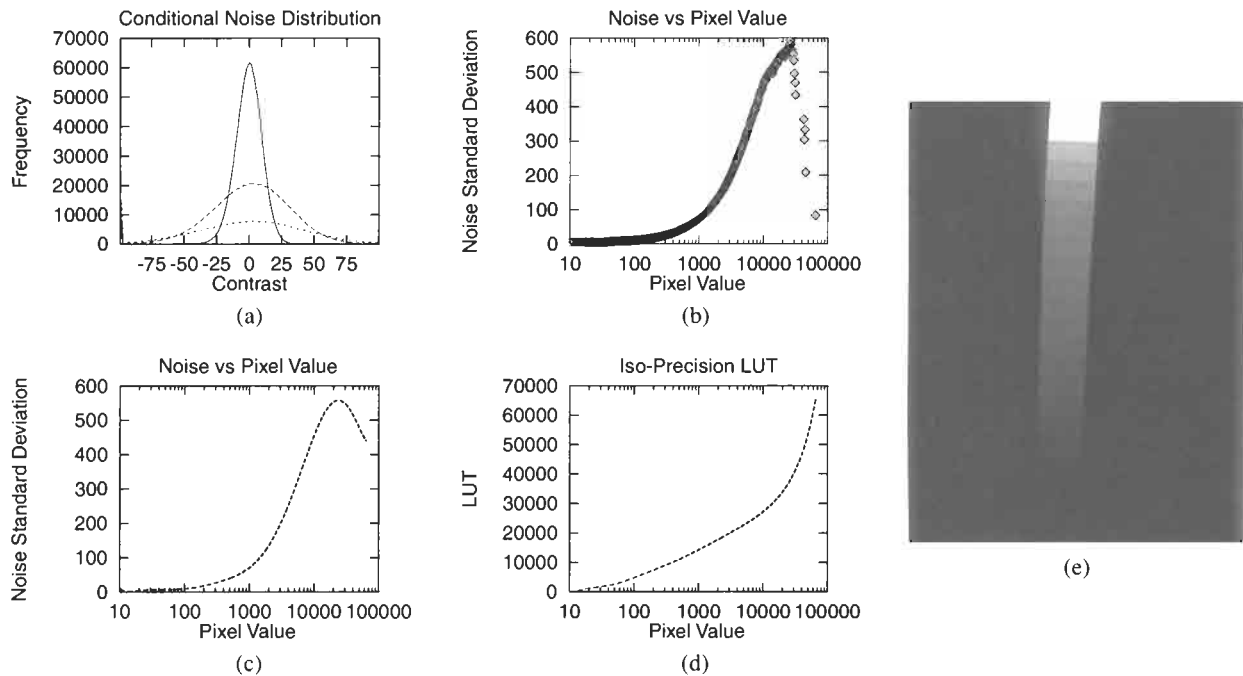 Conditional Noise Distribution
70000
60000
50000
40000
30000
20000
10000
0
Frequency
-75 -50 -25 0 25 50 75
Contrast
(a)
Noise vs Pixel Value
600
500
400
300
200
100
0
Noise Standard Deviation
10 100 1000 10000 100000
Pixel Value
(b)
Noise vs Pixel Value
600
500
400
300
200
100
0
Noise Standard Deviation
10 100 1000 10000 100000
Pixel Value
(c)
Iso-Precision LUT
70000
60000
50000
40000
30000
20000
10000
0
LUT
10 100 1000 10000 100000
Pixel Value
(d)
(e)